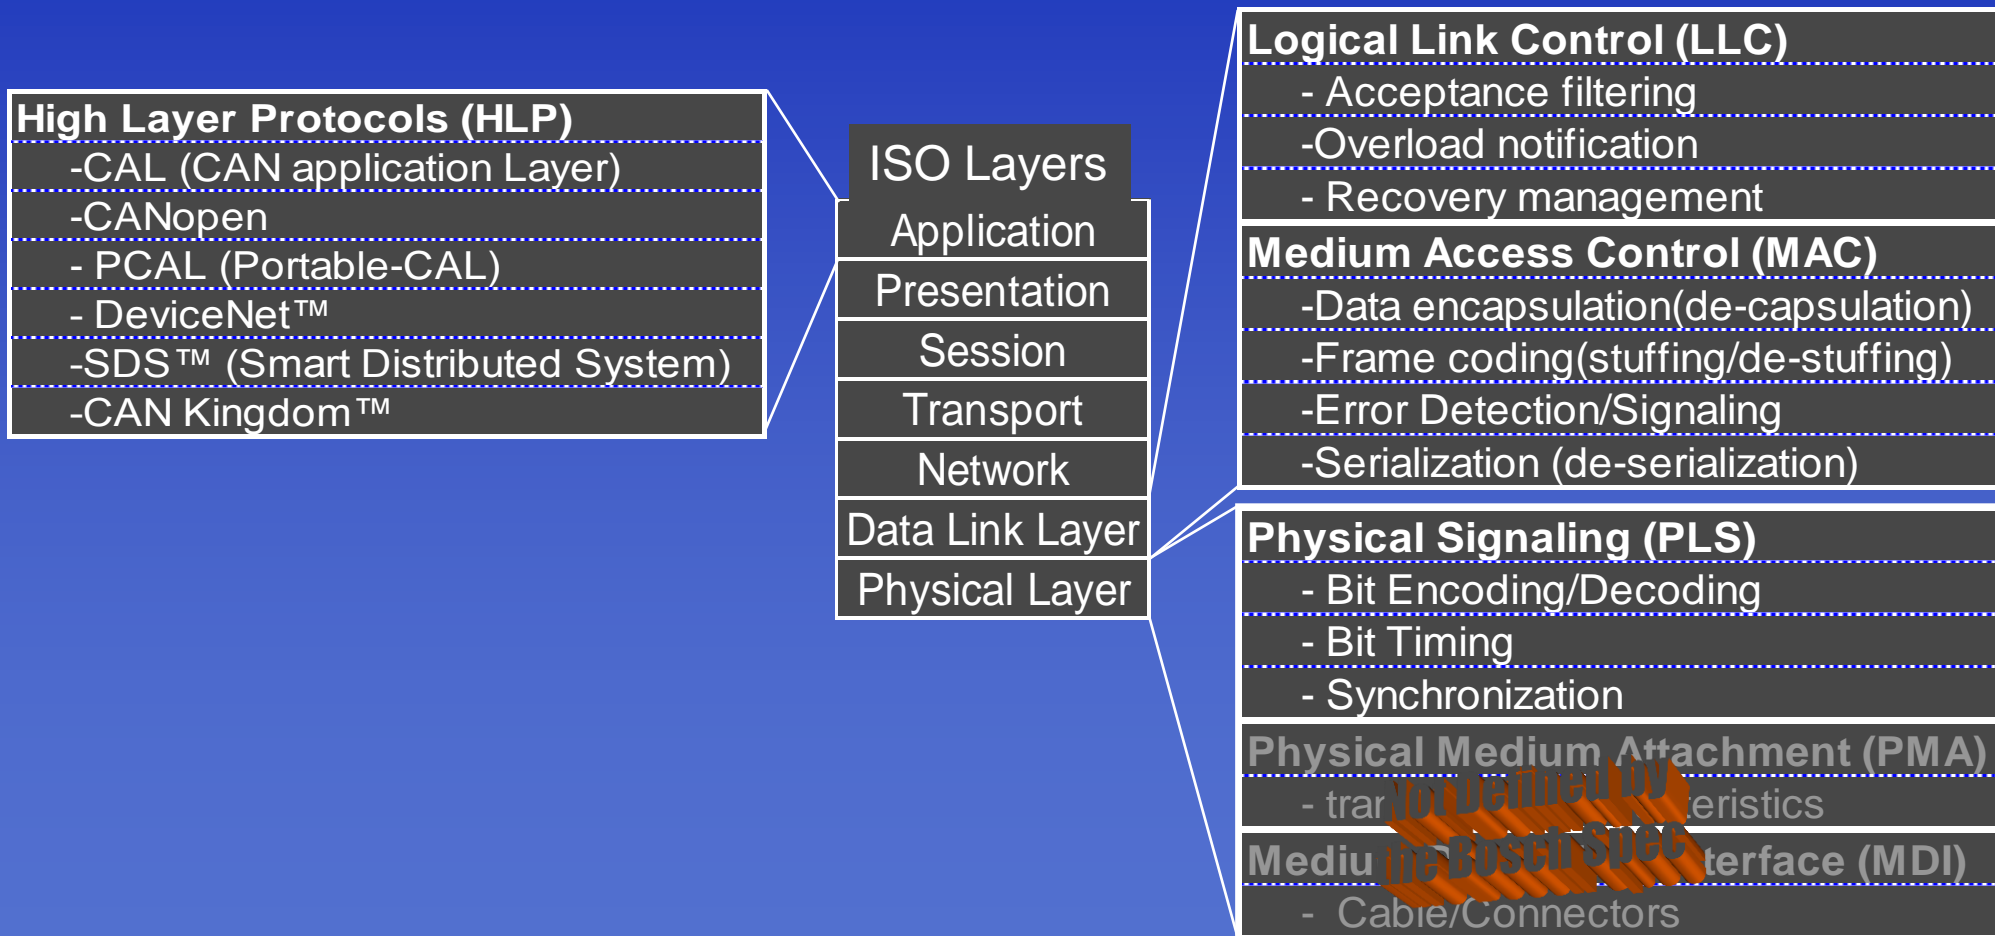 High Layer Protocols (HLP)
-CAL (CAN application Layer)
-CANopen
- PCAL (Portable-CAL)
- DeviceNet™
-SDS™ (Smart Distributed System)
-CAN Kingdom™
ISO Layers
Application
Presentation
Session
Transport
Network
Data Link Layer
Physical Layer
Logical Link Control (LLC)
- Acceptance filtering
-Overload notification
- Recovery management
Medium Access Control (MAC)
-Data encapsulation(de-capsulation)
-Frame coding(stuffing/de-stuffing)
-Error Detection/Signaling
-Serialization (de-serialization)
Physical Signaling (PLS)
- Bit Encoding/Decoding
- Bit Timing
- Synchronization
Physical Medium Attachment (PMA)
-
Not Defined by
the Bosch Spec
(MDI)
- Cable/Connectors